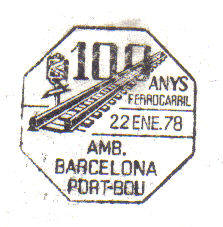 100
ANYS
FERROCARRIL
22 ENE. 78
AMB.
BARCELONA
PORT-BOU